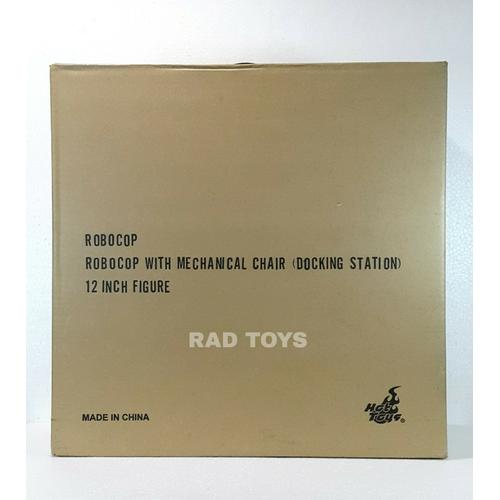 ROBOCOP
ROBOCOP WITH MECHANICAL CHAIR (DOCKING STATION)
12 INCH FIGURE
RAD TOYS
MADE IN CHINA
Hot
Toys®